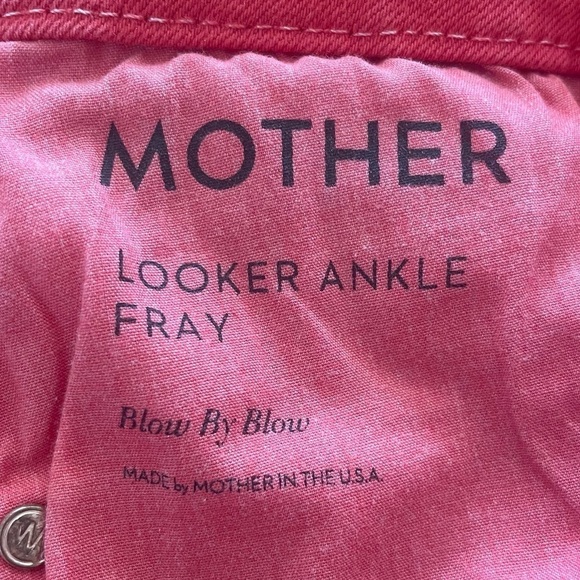 MOTHER
LOOKER ANKLE
FRAY
Blow By Blow
MADE by MOTHER IN THE U.S.A.
M